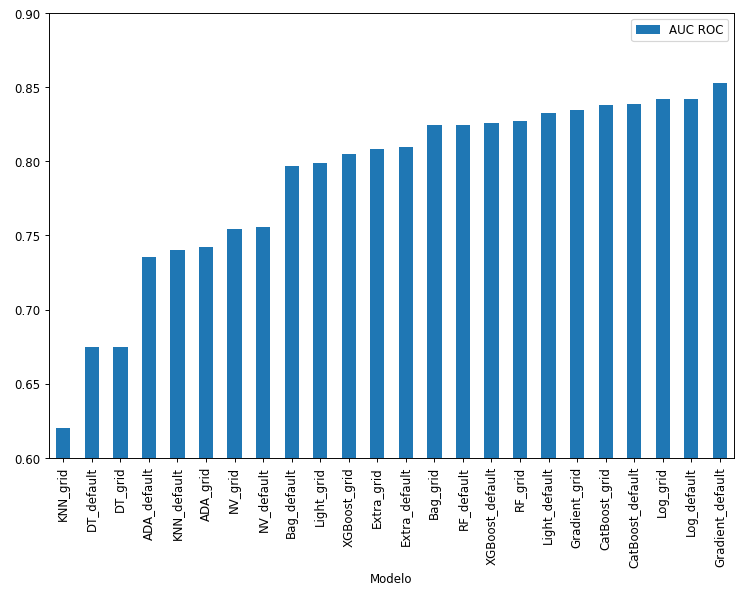 0.90
0.85
0.80
0.75
0.70
0.65
0.60
AUC ROC
KNN_grid
DT_default
DT_grid
ADA_default
KNN_default
ADA_grid
NV_grid
NV_default
Bag_default
Light_grid
XGBoost_grid
Extra_grid
Extra_default
Bag_grid
RF_default
XGBoost_default
RF_grid
Light_default
Gradient_grid
CatBoost_grid
CatBoost_default
Log_grid
Log_default
Gradient_default
Modelo